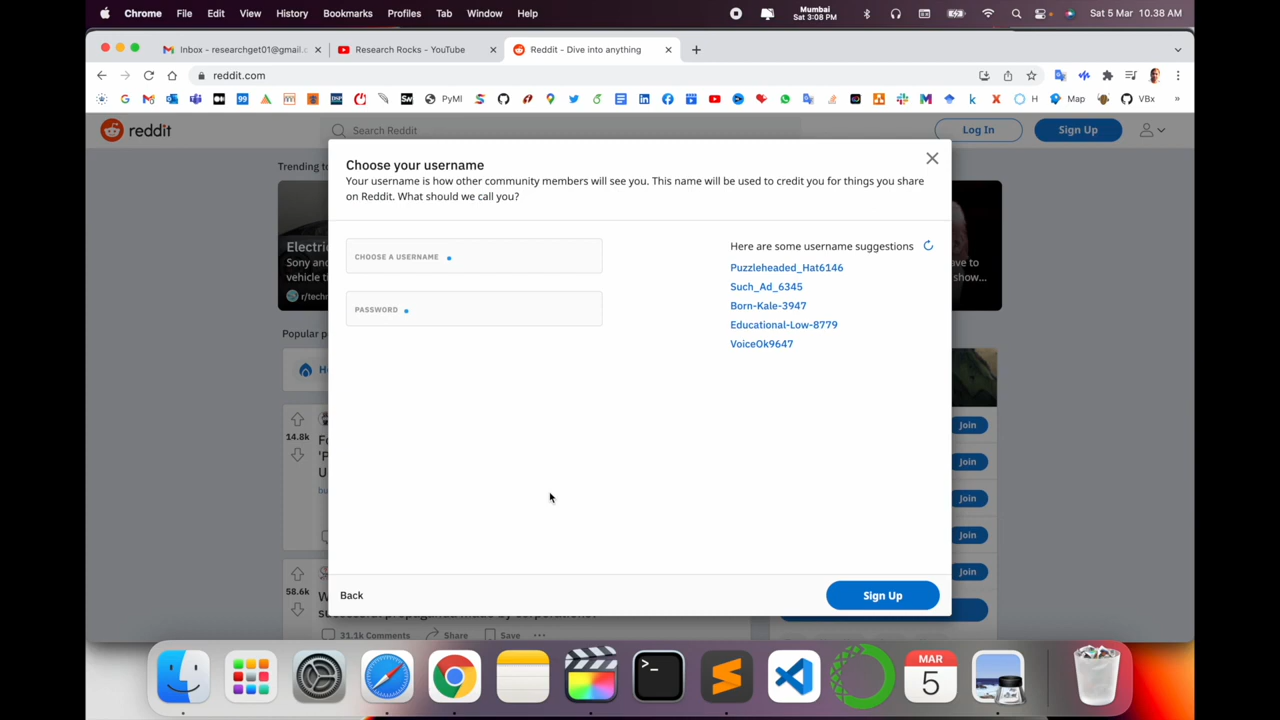 Chrome File Edit View History Bookmarks Profiles Tab Window Help
Mumbai
Sat 3:08 PM
Sat 5 Mar 10.38 AM
Inbox - researchget01@gmail.c
Research Rocks - YouTube
Reddit - Dive into anything
reddit.com
PyMI
H
Map
VBx
reddit
Search Reddit
Log In
Sign Up
Trending to
Choose your username
Your username is how other community members will see you. This name will be used to credit you for things you share
on Reddit. What should we call you?
CHOOSE A USERNAME
PASSWORD
Here are some username suggestions
Puzzleheaded_Hat6146
Such_Ad_6345
Born-Kale-3947
Educational-Low-8779
VoiceOk9647
Back
Sign Up
Electric
Sony and
vehicle t
r/techn
ave to
show...
Popular p
14.8k
58.6k
Join
Join
Join
Join
Join
31.1k Comments
Share
Save
MAR
5